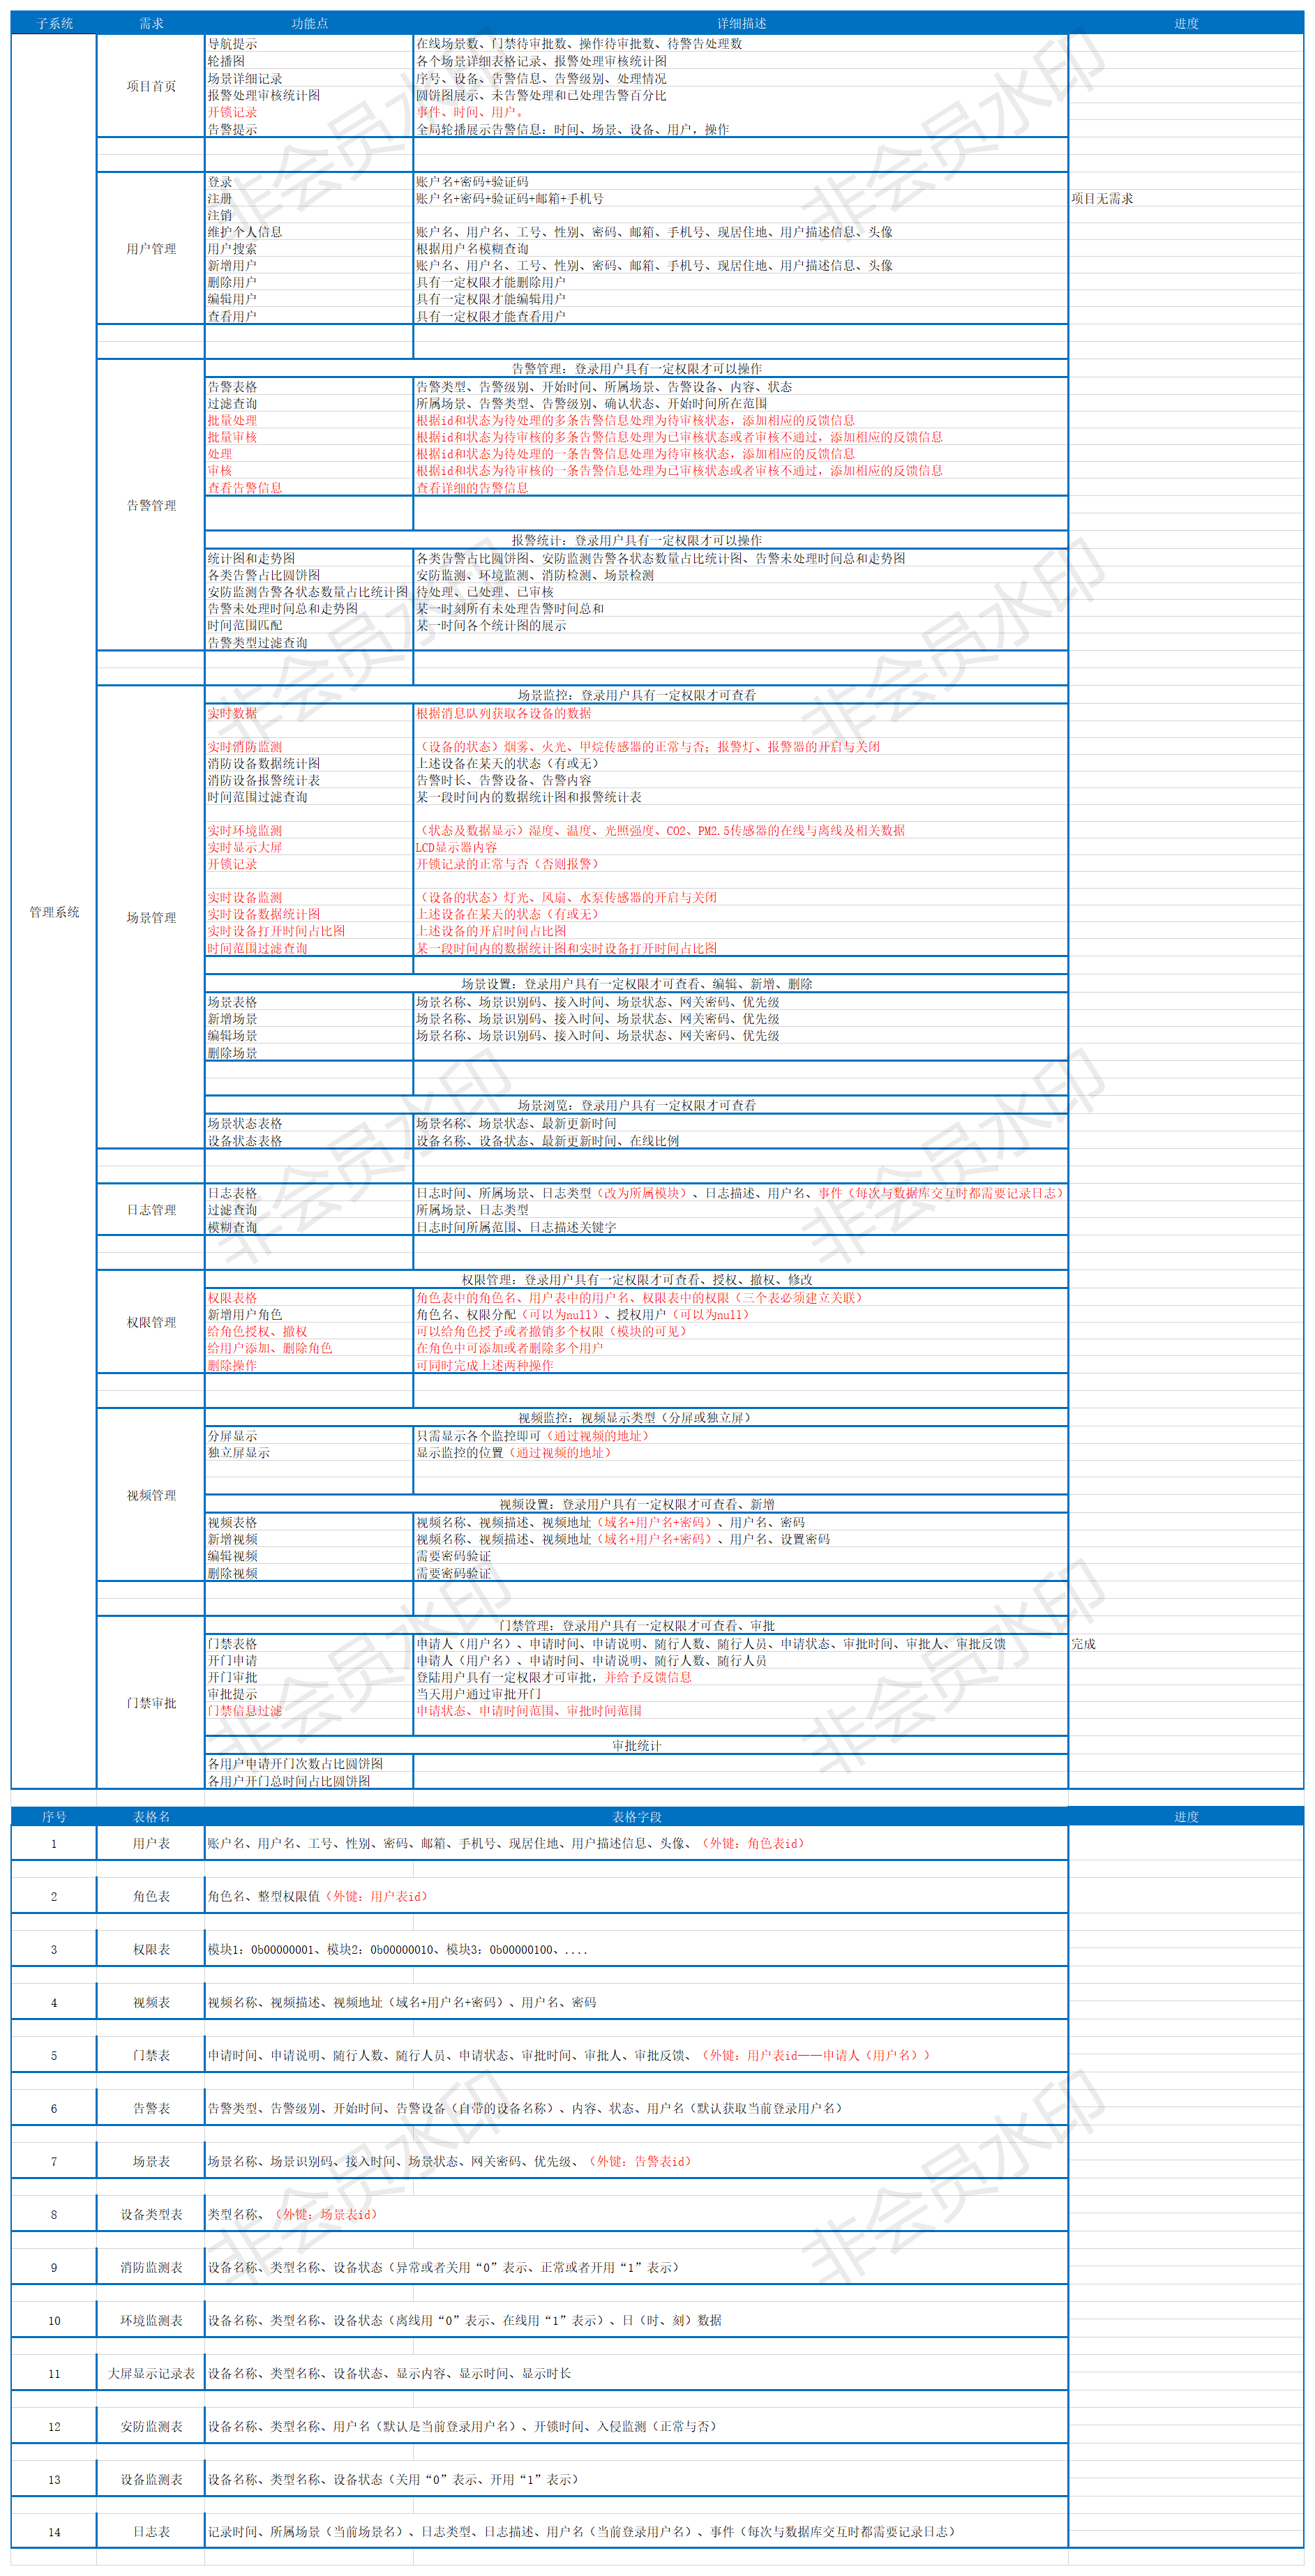 子系统 需求 功能点 详细描述 进度
管理系统
项目首页
导航提示 在线场景数、门禁待审批数、操作待审批数、待警告处理数
轮播图 各个场景详细表格记录、报警处理审核统计图
场景详细记录 序号、设备、告警信息、告警级别、处理情况
报警处理审核统计图 圆饼图展示、未告警处理和已处理告警百分比
开锁记录 事件、时间、用户。
告警提示 全局轮播展示告警信息：时间、场景、设备、用户，操作
用户管理
登录 账户名+密码+验证码
注册 账户名+密码+验证码+邮箱+手机号 项目无需求
注销
维护个人信息 账户名、用户名、工号、性别、密码、邮箱、手机号、现居住地、用户描述信息、头像
用户搜索 根据用户名模糊查询
新增用户 账户名、用户名、工号、性别、密码、邮箱、手机号、现居住地、用户描述信息、头像
删除用户 具有一定权限才能删除用户
编辑用户 具有一定权限才能编辑用户
查看用户 具有一定权限才能查看用户
告警管理
告警管理：登录用户具有一定权限才可以操作
告警表格 告警类型、告警级别、开始时间、所属场景、告警设备、内容、状态
过滤查询 所属场景、告警类型、告警级别、确认状态、开始时间所在范围
批量处理 根据id和状态为待处理的多条告警信息处理为待审核状态，添加相应的反馈信息
批量审核 根据id和状态为待审核的多条告警信息处理为已审核状态或者审核不通过，添加相应的反馈信息
处理 根据id和状态为待处理的一条告警信息处理为待审核状态，添加相应的反馈信息
审核 根据id和状态为待审核的一条告警信息处理为已审核状态或者审核不通过，添加相应的反馈信息
查看告警信息 查看详细的告警信息
报警统计：登录用户具有一定权限才可以操作
统计图和走势图 各类告警占比圆饼图、安防监测告警各状态数量占比统计图、告警未处理时间总和走势图
各类告警占比圆饼图 安防监测、环境监测、消防检测、场景检测
安防监测告警各状态数量占比统计图 待处理、已处理、已审核
告警未处理时间总和走势图 某一时刻所有未处理告警时间总和
时间范围匹配 某一时间各个统计图的展示
告警类型过滤查询
场景管理
场景监控：登录用户具有一定权限才可查看
实时数据 根据消息队列获取各设备的数据
实时消防监测 （设备的状态）烟雾、火光、甲烷传感器的正常与否；报警灯、报警器的开启与关闭
消防设备数据统计图 上述设备在某天的状态（有或无）
消防设备报警统计表 告警时长、告警设备、告警内容
时间范围过滤查询 某一段时间内的数据统计图和报警统计表
实时环境监测 （状态及数据显示）湿度、温度、光照强度、CO2、PM2.5传感器的在线与离线及相关数据
实时显示大屏 LCD显示器内容
开锁记录 开锁记录的正常与否（否则报警）
实时设备监测 （设备的状态）灯光、风扇、水泵传感器的开启与关闭
实时设备数据统计图 上述设备在某天的状态（有或无）
实时设备打开时间占比图 上述设备的开启时间占比图
时间范围过滤查询 某一段时间内的数据统计图和实时设备打开时间占比图
场景设置：登录用户具有一定权限才可查看、编辑、新增、删除
场景表格 场景名称、场景识别码、接入时间、场景状态、网关密码、优先级
新增场景 场景名称、场景识别码、接入时间、场景状态、网关密码、优先级
编辑场景 场景名称、场景识别码、接入时间、场景状态、网关密码、优先级
删除场景
场景浏览：登录用户具有一定权限才可查看
场景状态表格 场景名称、场景状态、最新更新时间
设备状态表格 设备名称、设备状态、最新更新时间、在线比例
日志管理
日志表格 日志时间、所属场景、日志类型（改为所属模块）、日志描述、用户名、事件（每次与数据库交互时都需要记录日志）
过滤查询 所属场景、日志类型
模糊查询 日志时间所属范围、日志描述关键字
权限管理
权限管理：登录用户具有一定权限才可查看、授权、撤权、修改
权限表格 角色表中的角色名、用户表中的用户名、权限表中的权限（三个表必须建立关联）
新增用户角色 角色名、权限分配（可以为null）、授权用户（可以为null）
给角色授权、撤权 可以给角色授予或者撤销多个权限（模块的可见）
给用户添加、删除角色 在角色中可添加或者删除多个用户
删除操作 可同时完成上述两种操作
视频管理
视频监控：视频显示类型（分屏或独立屏）
分屏显示 只需显示各个监控即可（通过视频的地址）
独立屏显示 显示监控的位置（通过视频的地址）
视频设置：登录用户具有一定权限才可查看、新增
视频表格 视频名称、视频描述、视频地址（域名+用户名+密码）、用户名、密码
新增视频 视频名称、视频描述、视频地址（域名+用户名+密码）、用户名、设置密码
编辑视频 需要密码验证
删除视频 需要密码验证
门禁审批
门禁管理：登录用户具有一定权限才可查看、审批
门禁表格 申请人（用户名）、申请时间、申请说明、随行人数、随行人员、申请状态、审批时间、审批人、审批反馈 完成
开门申请 申请人（用户名）、申请时间、申请说明、随行人数、随行人员
开门审批 登陆用户具有一定权限才可审批，并给予反馈信息
审批提示 当天用户通过审批开门
门禁信息过滤 申请状态、申请时间范围、审批时间范围
审批统计
各用户申请开门次数占比圆饼图
各用户开门总时间占比圆饼图
序号 表格名 表格字段 进度
1 用户表 账户名、用户名、工号、性别、密码、邮箱、手机号、现居住地、用户描述信息、头像、（外键：角色表id）
2 角色表 角色名、整型权限值（外键：用户表id）
3 权限表 模块1：0b00000001、模块2：0b00000010、模块3：0b00000100、....
4 视频表 视频名称、视频描述、视频地址（域名+用户名+密码）、用户名、密码
5 门禁表 申请时间、申请说明、随行人数、随行人员、申请状态、审批时间、审批人、审批反馈、（外键：用户表id——申请人（用户名））
6 告警表 告警类型、告警级别、开始时间、告警设备（自带的设备名称）、内容、状态、用户名（默认获取当前登录用户名）
7 场景表 场景名称、场景识别码、接入时间、场景状态、网关密码、优先级、（外键：告警表id）
8 设备类型表 类型名称、（外键：场景表id）
9 消防监测表 设备名称、类型名称、设备状态（异常或者关用“0”表示、正常或者开用“1”表示）
10 环境监测表 设备名称、类型名称、设备状态（离线用“0”表示、在线用“1”表示）、日（时、刻）数据
11 大屏显示记录表 设备名称、类型名称、设备状态、显示内容、显示时间、显示时长
12 安防监测表 设备名称、类型名称、用户名（默认是当前登录用户名）、开锁时间、入侵监测（正常与否）
13 设备监测表 设备名称、类型名称、设备状态（关用“0”表示、开用“1”表示）
14 日志表 记录时间、所属场景（当前场景名）、日志类型、日志描述、用户名（当前登录用户名）、事件（每次与数据库交互时都需要记录日志）
非会员水印
非会员水印
非会员水印
非会员水印
非会员水印
非会员水印
非会员水印
非会员水印
非会员水印
非会员水印